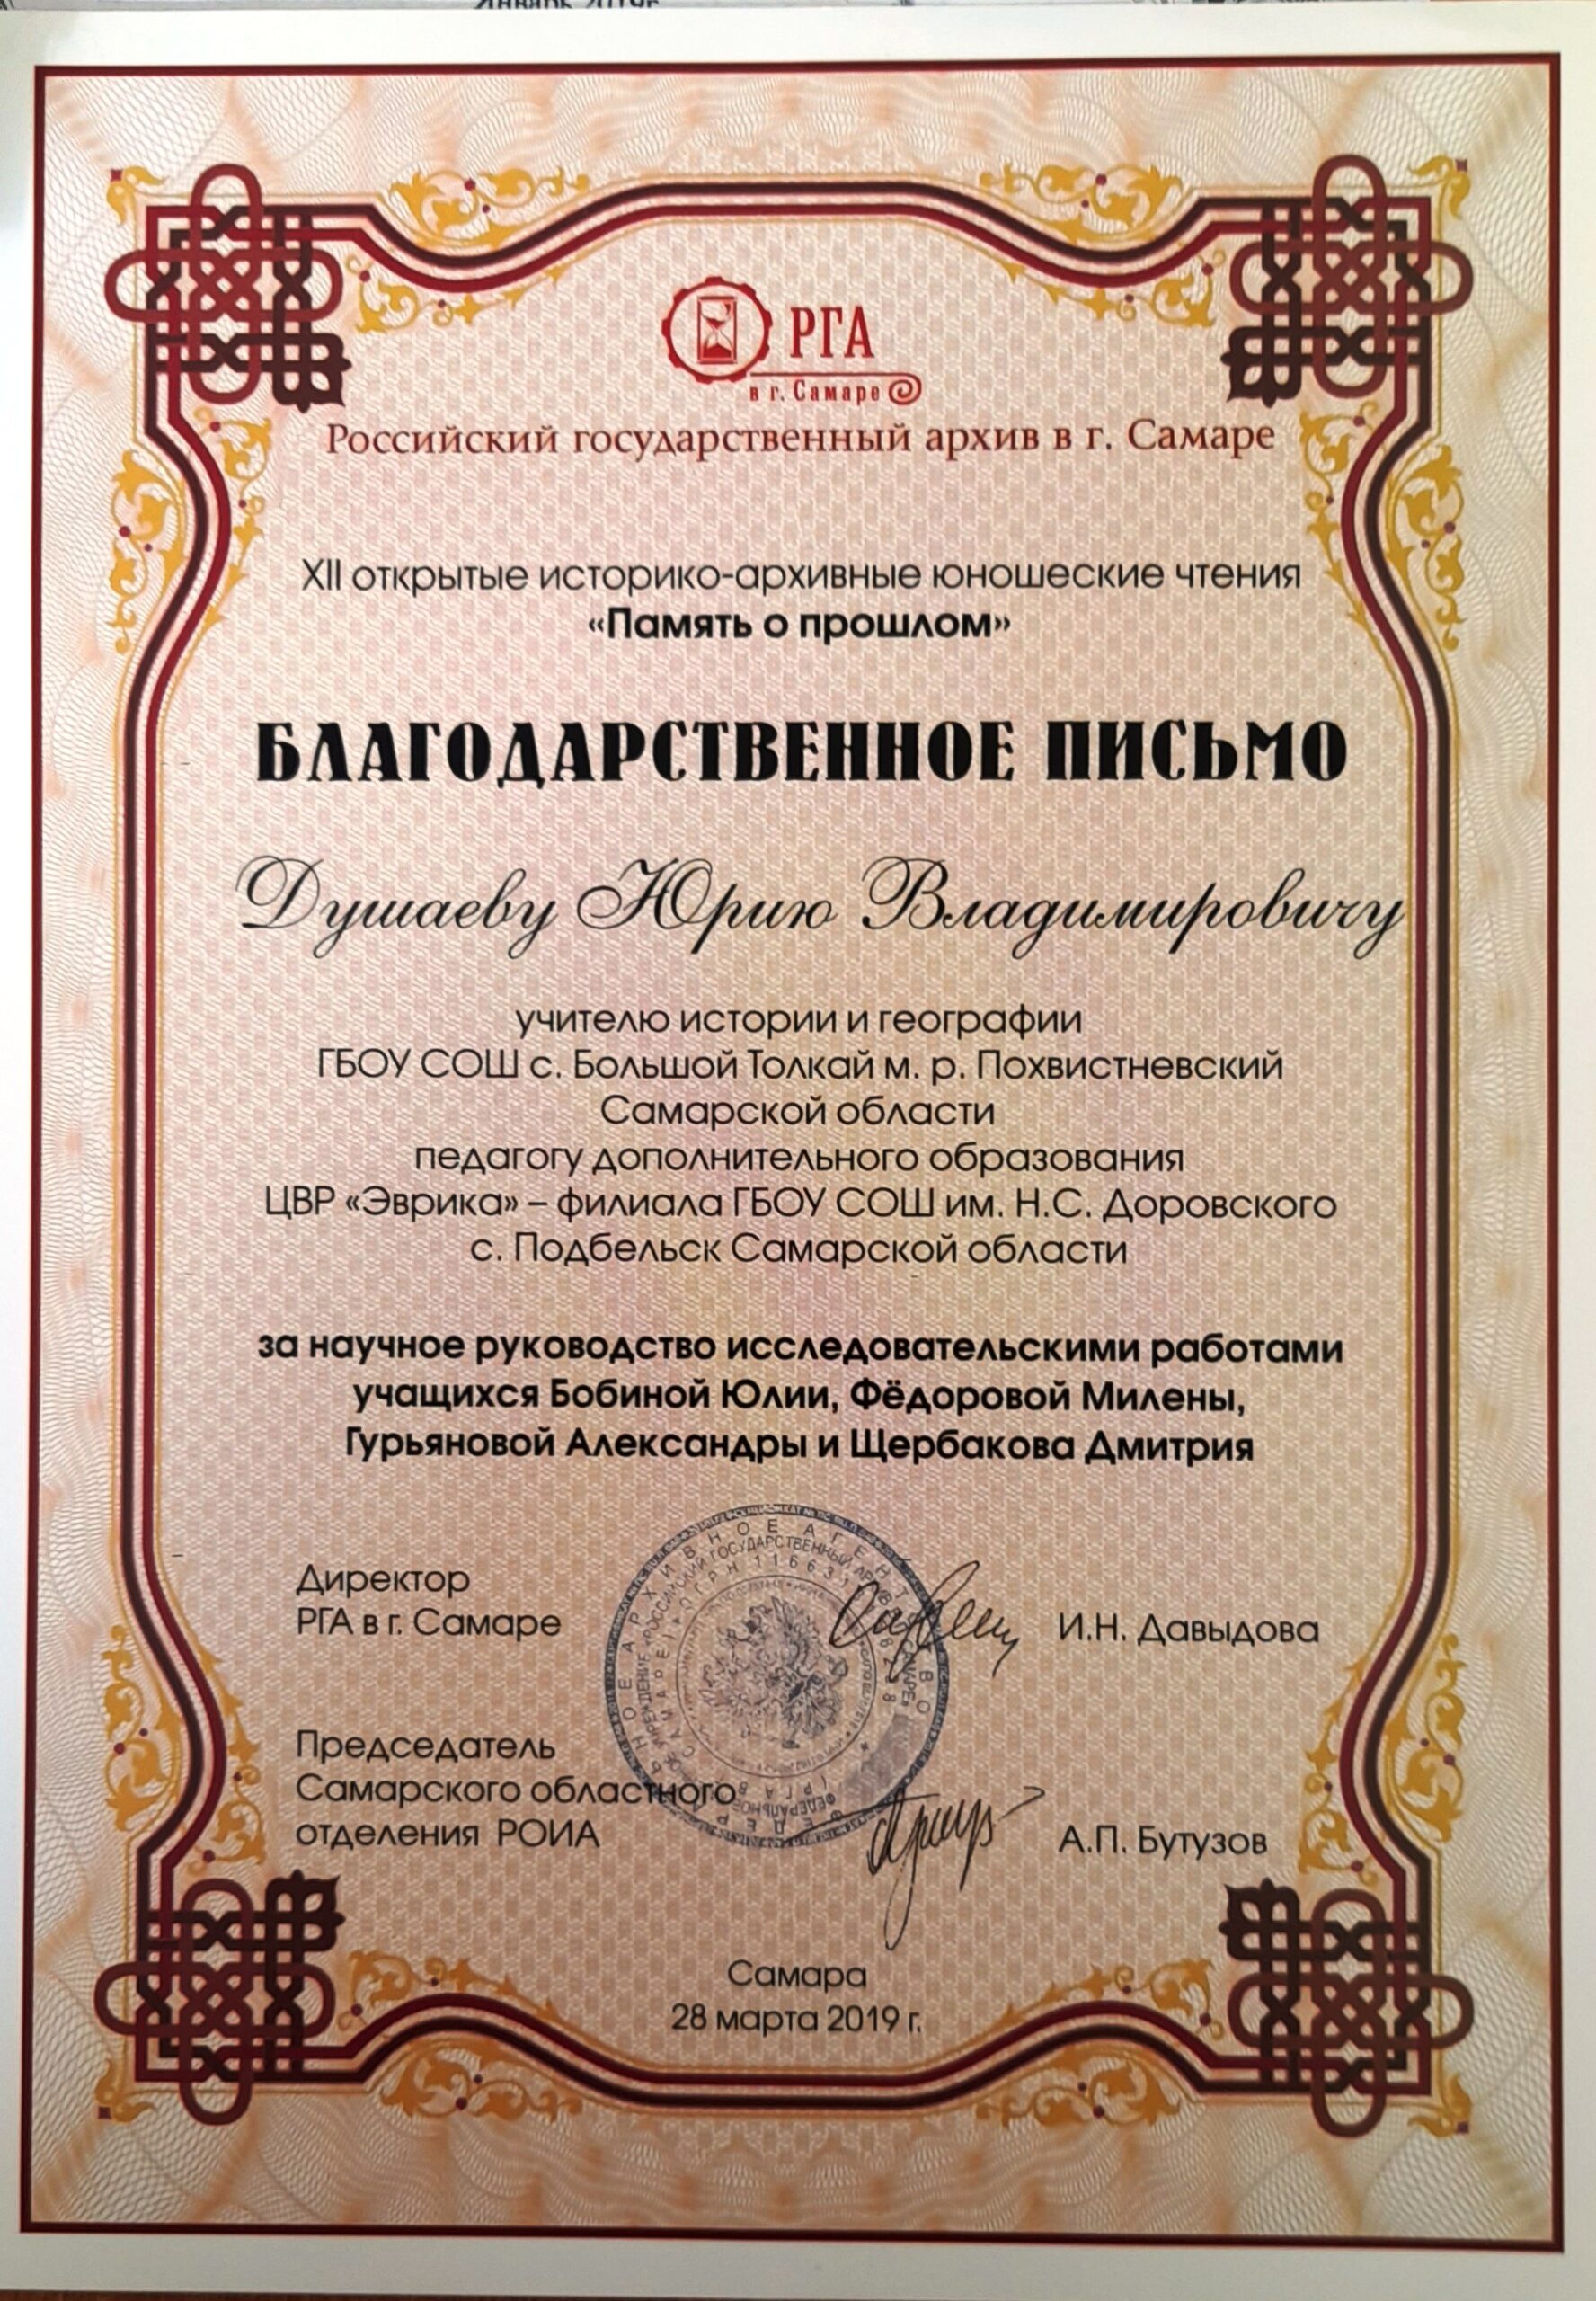 Январь 2019г
РГА
в г. Самаре
Российский государственный архив в г. Самаре
XII открытые историко-архивные юношеские чтения
«Память о прошлом»
БЛАГОДАРСТВЕННОЕ ПИСЬМО
Душаеву Юрию Владимировичу
учителю истории и географии
ГБОУ СОШ с. Большой Толкай м. р. Похвистневский
Самарской области
педагогу дополнительного образования
ЦВР «Эврика» – филиала ГБОУ СОШ им. Н.С. Доровского
с. Подбельск Самарской области
за научное руководство исследовательскими работами
учащихся Бобиной Юлии, Фёдоровой Милены,
Гурьяновой Александры и Щербакова Дмитрия
Директор
РГА в г. Самаре
И.Н. Давыдова
Председатель
Самарского областного
отделения РОИА
А.П. Бутузов
Самара
28 марта 2019 г.